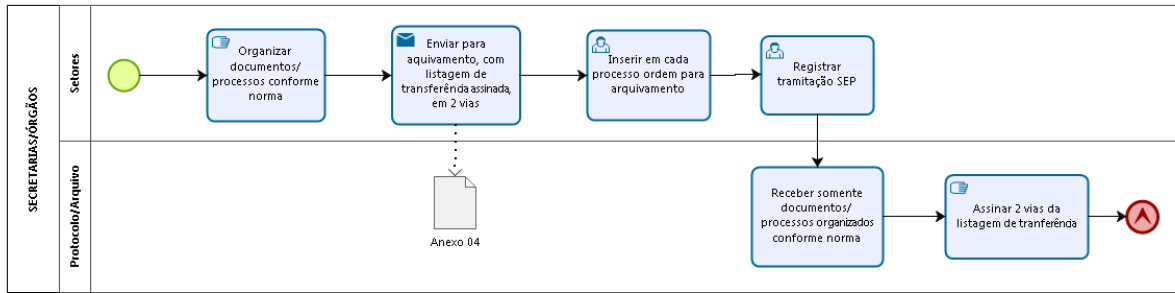 SECRETARIAS/ÓRGÃOS
Setores
Organizar
documentos/
processos conforme
norma
Enviar para
aquivamento, com
listagem de
transferência assinada,
em 2 vias
Inserir em cada
processo ordem para
arquivamento
Registrar
tramitação SEP
Protocolo/Arquivo
Anexo 04
Receber somente
documentos/
processos organizados
conforme norma
Assinar 2 vias da
listagem de tranferência